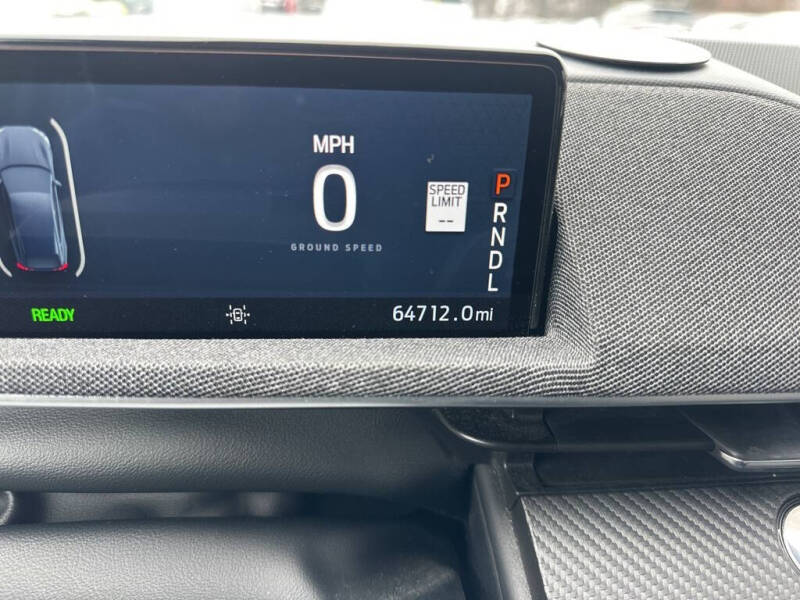 MPH
0
GROUND SPEED
SPEED
LIMIT
--
P
R
N
D
L
READY
64712.0mi